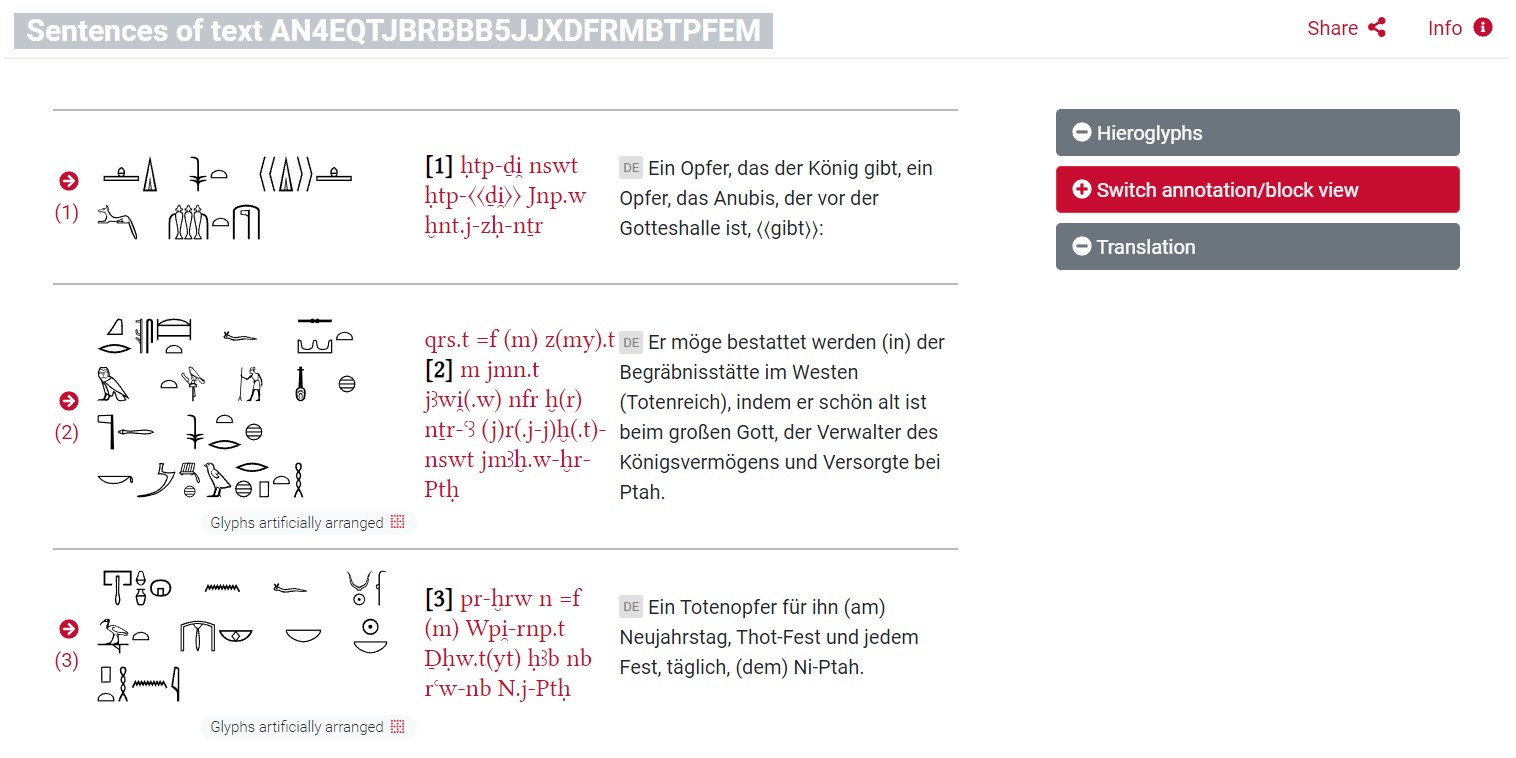 Sentences of text AN4EQTJBRBBB5JJXDFRMBTPFEM
Share
Info
(1)
[1] ḥtp-ḏi̯ nswt
ḥtp-〈〈ḏi̯〉〉 Jnp.w
ḫnt.j-zḥ-nṯr
DE Ein Opfer, das der König gibt, ein
Opfer, das Anubis, der vor der
Gotteshalle ist, 〈〈gibt〉〉:
(2)
qrs.t =f (m) z(my).t
[2] m jmn.t
jꜣwi̯(.w) nfr ḫ(r)
nṯr-ꜥꜣ (j)r(.j-j)ḫ(.t)-
nswt jmꜣḫ.w-ḫr-
Ptḥ
DE Er möge bestattet werden (in) der
Begräbnisstätte im Westen
(Totenreich), indem er schön alt ist
beim großen Gott, der Verwalter des
Königsvermögens und Versorgte bei
Ptah.
Glyphs artificially arranged
(3)
[3] pr-ḫrw n =f
(m) Wpi̯-rnp.t
Ḏḥw.t(yt) ḥꜣb nb
rꜥw-nb N.j-Ptḥ
DE Ein Totenopfer für ihn (am)
Neujahrstag, Thot-Fest und jedem
Fest, täglich, (dem) Ni-Ptah.
Glyphs artificially arranged
Hieroglyphs
Switch annotation/block view
Translation